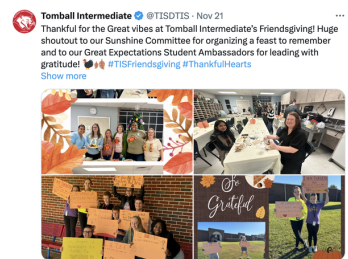 Tomball Intermediate @TISDTIS · Nov 21
Thankful for the Great vibes at Tomball Intermediate's Friendsgiving! Huge
shoutout to our Sunshine Committee for organizing a feast to remember
and to our Great Expectations Student Ambassadors for leading with
gratitude! 🦃🙌🏽 #TISFriendsgiving #ThankfulHearts
Show more
So
Grateful